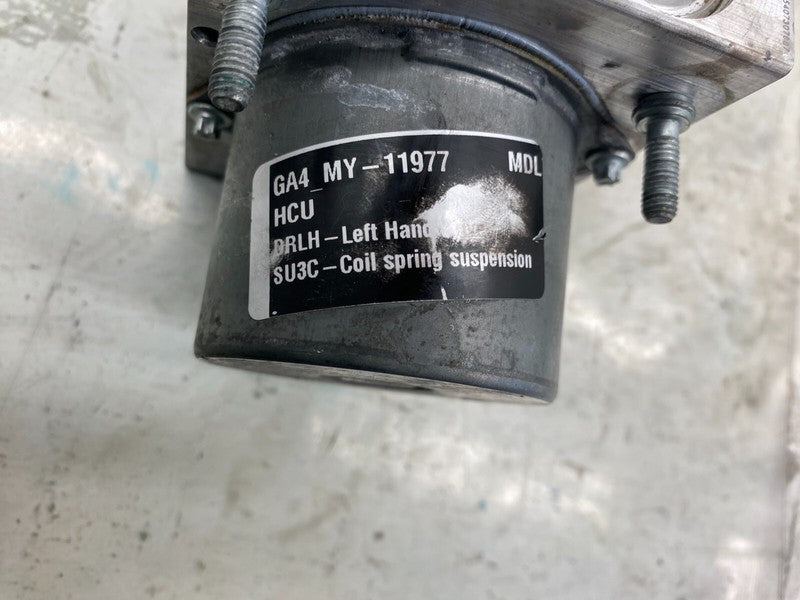 GA4_MY-11977 MDL
HCU
DRLH-Left Hand
SU3C-Coil spring suspension